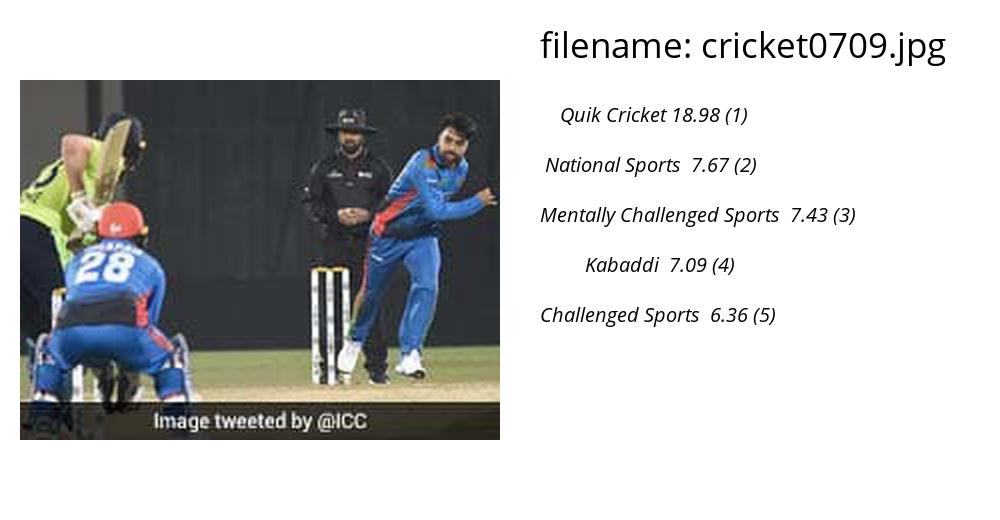 filename: cricket0709.jpg
Quik Cricket 18.98 (1)
National Sports 7.67 (2)
Mentally Challenged Sports 7.43 (3)
Kabaddi 7.09 (4)
Challenged Sports 6.36 (5)
28
Image tweeted by @ICC